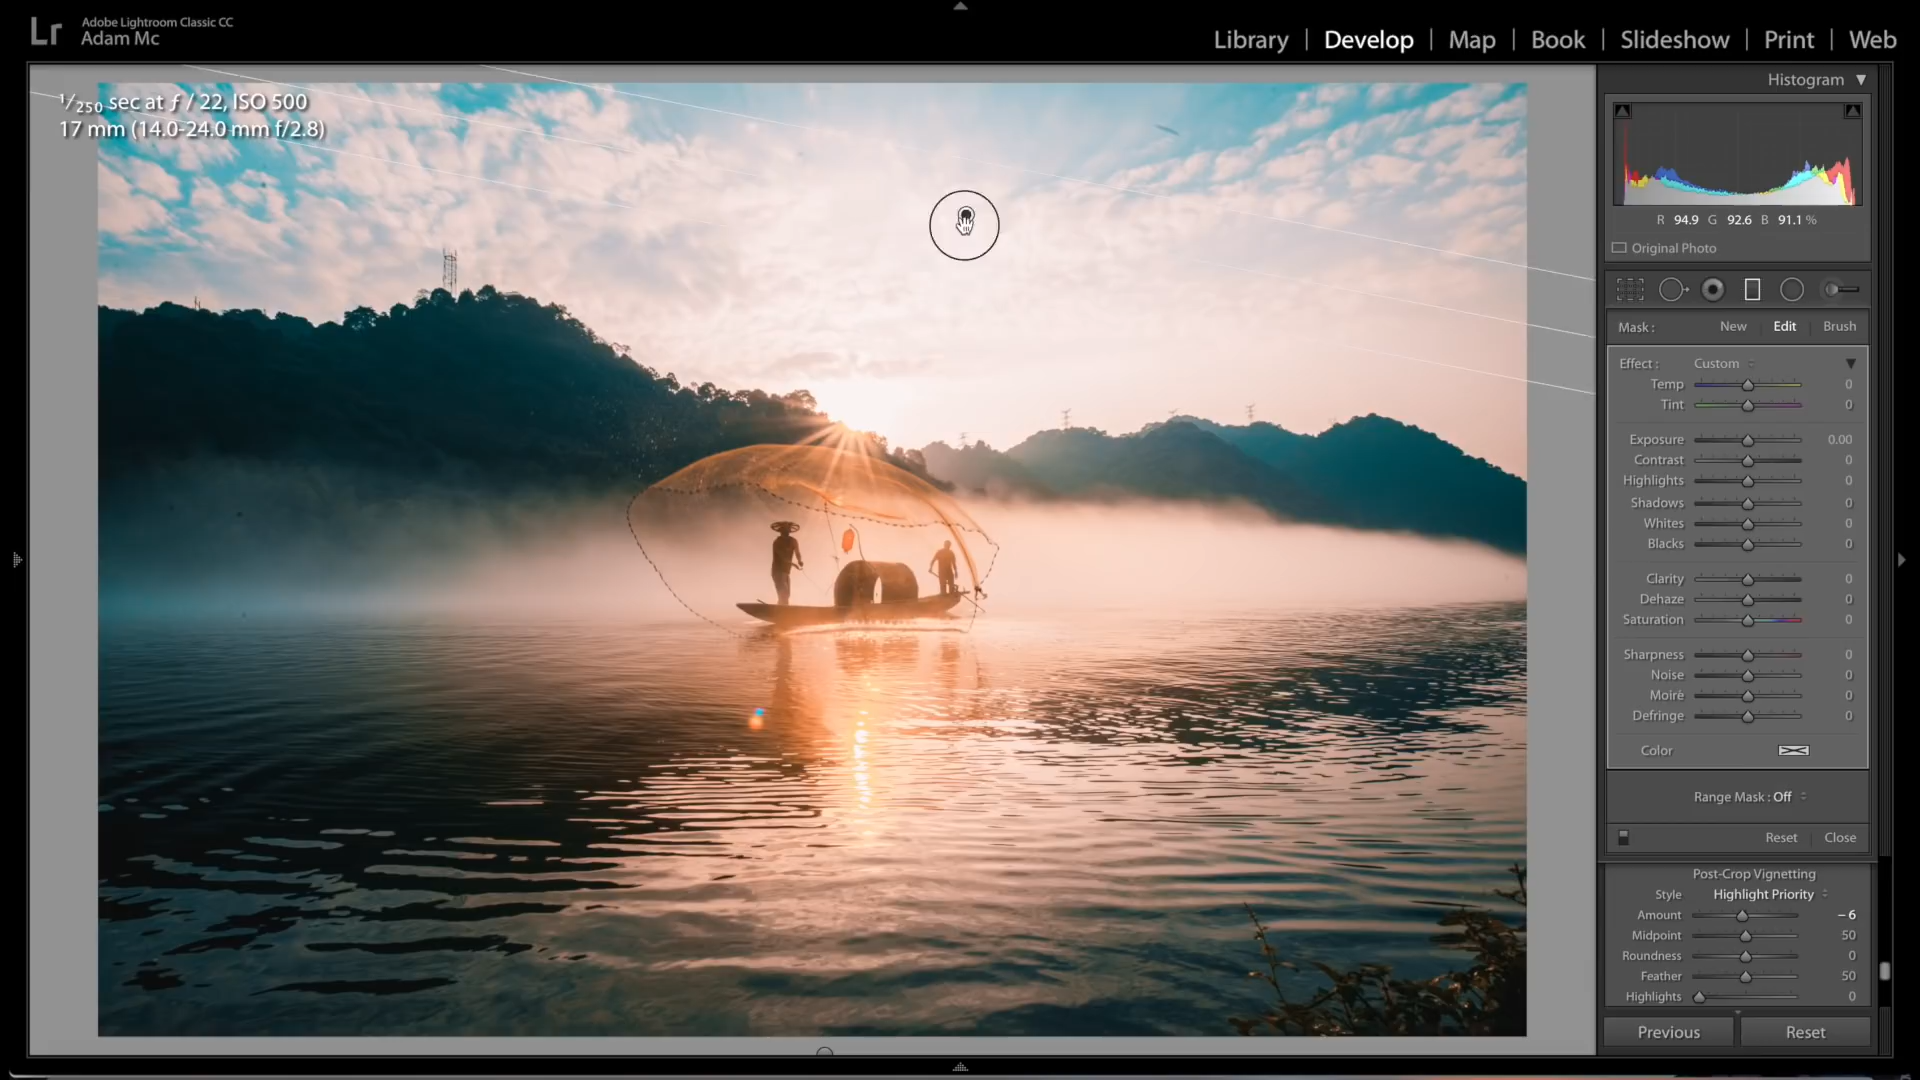 Lr Adobe Lightroom Classic CC
Adam Mc
Library | Develop | Map | Book | Slideshow | Print | Web
1/250 sec at ƒ / 22, ISO 500
17 mm (14.0-24.0 mm f/2.8)
Histogram
R 94.9 G 92.6 B 91.1 %
Original Photo
Mask : New Edit Brush
Effect : Custom
Temp 0
Tint 0
Exposure 0.00
Contrast 0
Highlights 0
Shadows 0
Whites 0
Blacks 0
Clarity 0
Dehaze 0
Saturation 0
Sharpness 0
Noise 0
Moiré 0
Defringe 0
Color
Range Mask : Off
Reset Close
Post-Crop Vignetting
Style Highlight Priority
Amount – 6
Midpoint 50
Roundness 0
Feather 50
Highlights 0
Previous Reset